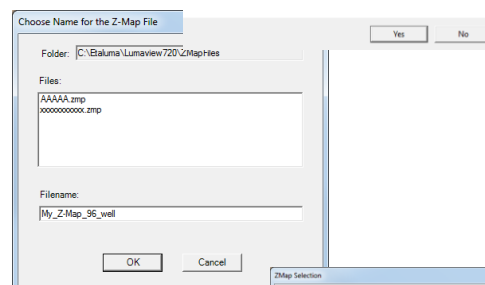 Choose Name for the Z-Map File
Yes No
Folder: C:\Etaluma\Lumaview720\ZMapFiles
Files:
AAAAA.zmp
xxxxxxxxxxx.zmp
Filename:
My_Z-Map_96_well
OK Cancel
ZMap Selection